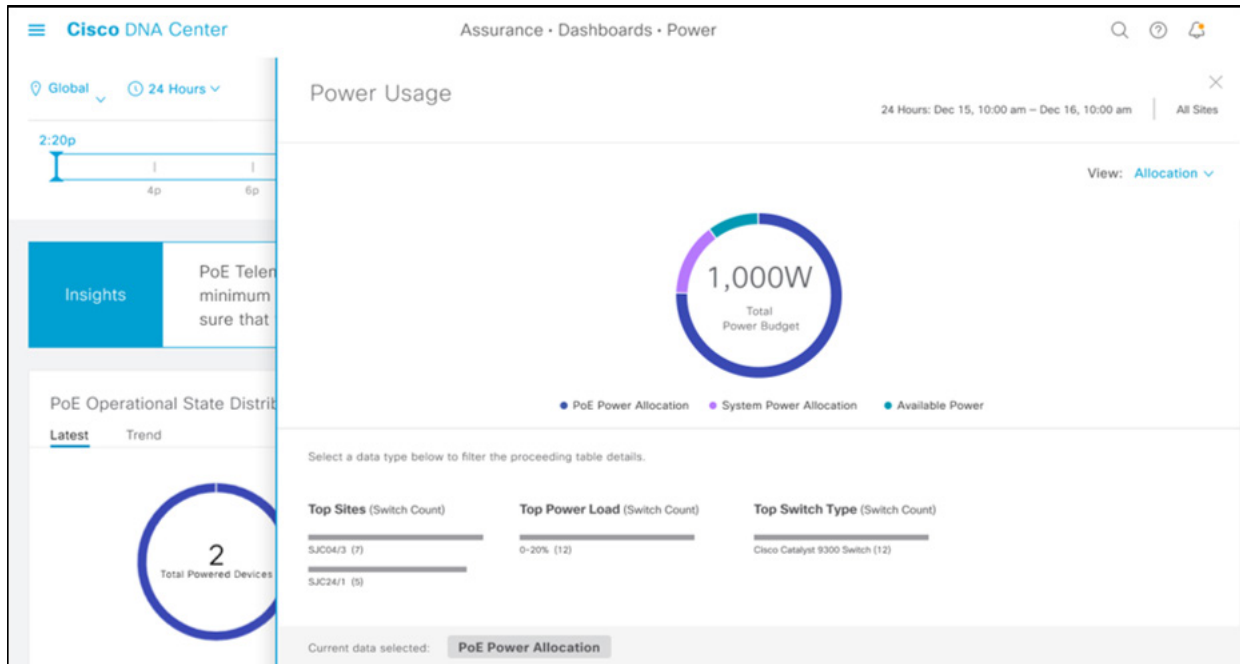 Cisco DNA Center
Assurance · Dashboards · Power
Global
24 Hours
2:20p
4p
6p
Insights
PoE Telen
minimum
sure that
PoE Operational State Distrib
Latest
Trend
2
Total Powered Devices
Power Usage
24 Hours: Dec 15, 10:00 am – Dec 16, 10:00 am
All Sites
View: Allocation
1,000W
Total
Power Budget
PoE Power Allocation
System Power Allocation
Available Power
Select a data type below to filter the proceeding table details.
Top Sites (Switch Count)
SJC04/3 (7)
SJC24/1 (5)
Top Power Load (Switch Count)
0-20% (12)
Top Switch Type (Switch Count)
Cisco Catalyst 9300 Switch (12)
Current data selected: PoE Power Allocation